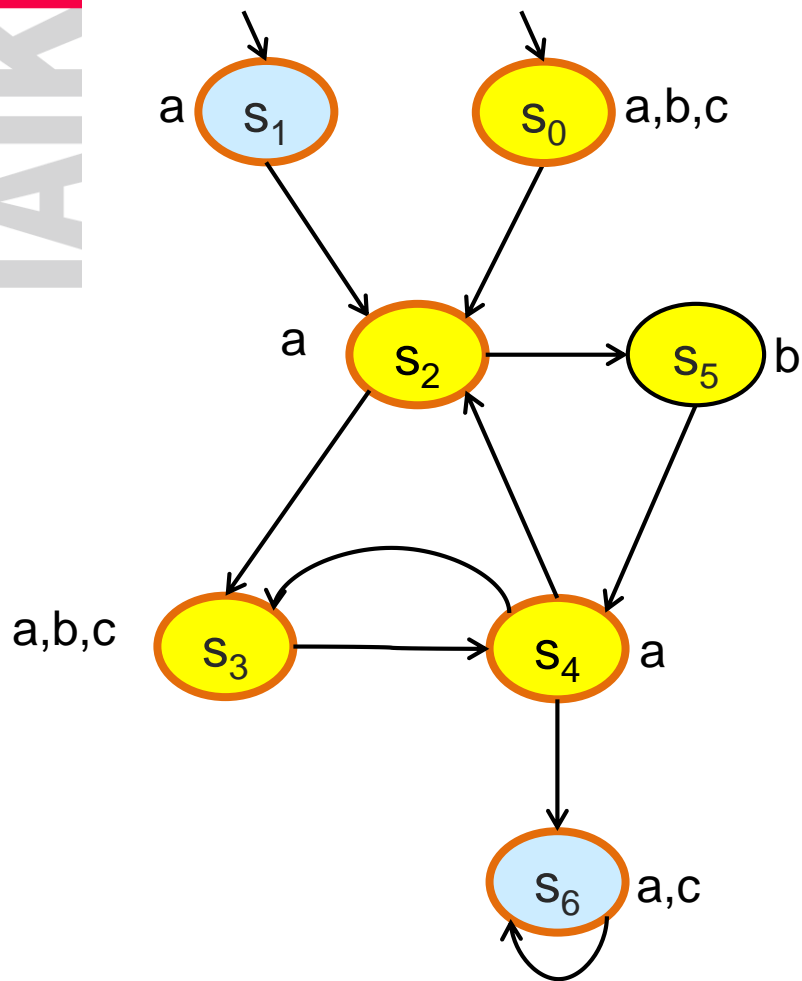 IAIK
a s₁
s₀ a,b,c
a s₂
s₅ b
a,b,c s₃
s₄ a
s₆ a,c